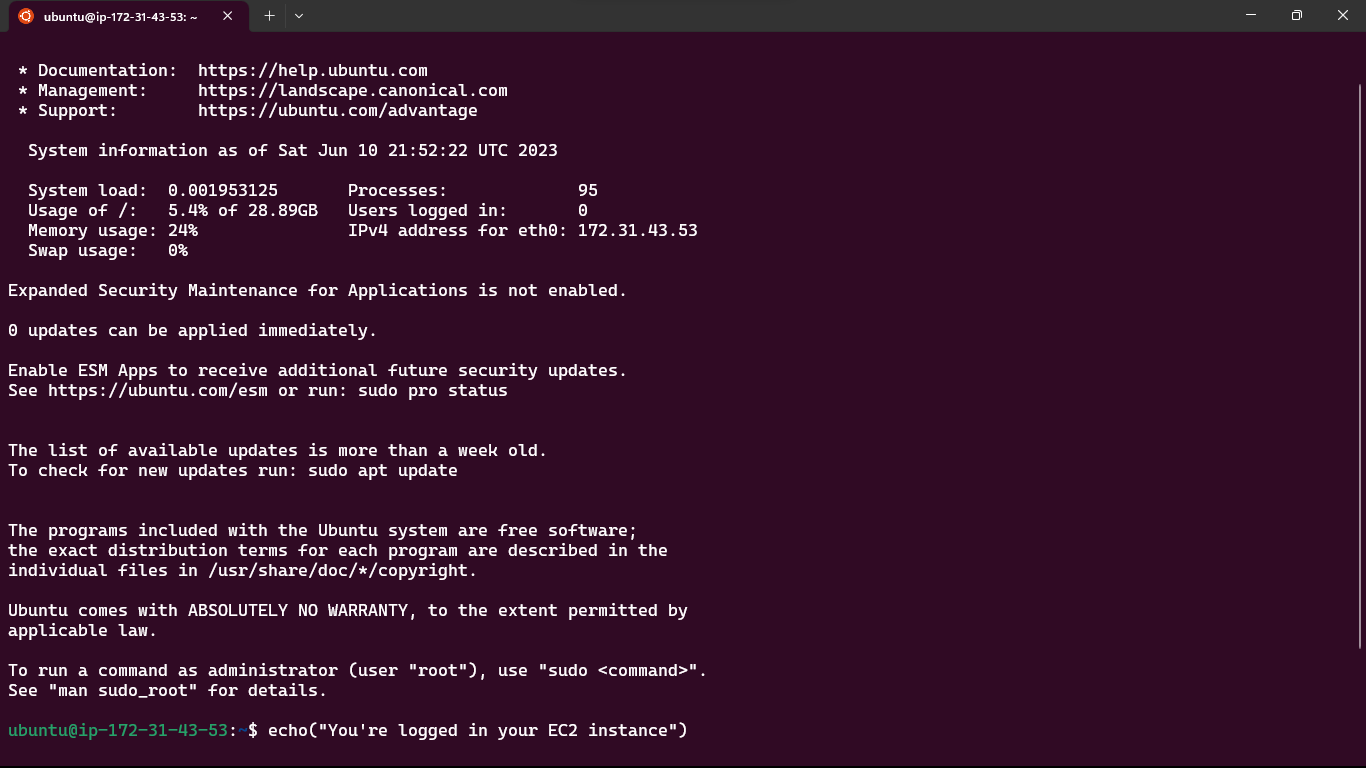 ubuntu@ip-172-31-43-53: ~
* Documentation:  https://help.ubuntu.com
* Management:     https://landscape.canonical.com
* Support:        https://ubuntu.com/advantage
System information as of Sat Jun 10 21:52:22 UTC 2023
System load:  0.001953125       Processes:             95
Usage of /:   5.4% of 28.89GB   Users logged in:       0
Memory usage: 24%               IPv4 address for eth0: 172.31.43.53
Swap usage:   0%
Expanded Security Maintenance for Applications is not enabled.
0 updates can be applied immediately.
Enable ESM Apps to receive additional future security updates.
See https://ubuntu.com/esm or run: sudo pro status
The list of available updates is more than a week old.
To check for new updates run: sudo apt update
The programs included with the Ubuntu system are free software;
the exact distribution terms for each program are described in the
individual files in /usr/share/doc/*/copyright.
Ubuntu comes with ABSOLUTELY NO WARRANTY, to the extent permitted by
applicable law.
To run a command as administrator (user "root"), use "sudo <command>".
See "man sudo_root" for details.
ubuntu@ip-172-31-43-53:~$ echo("You're logged in your EC2 instance")